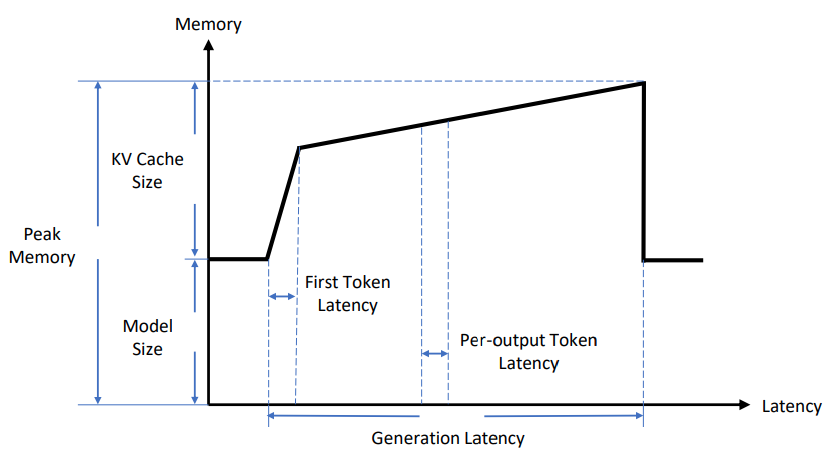 Memory
KV Cache
Size
Peak
Memory
First Token
Latency
Model
Size
Per-output Token
Latency
Latency
Generation Latency